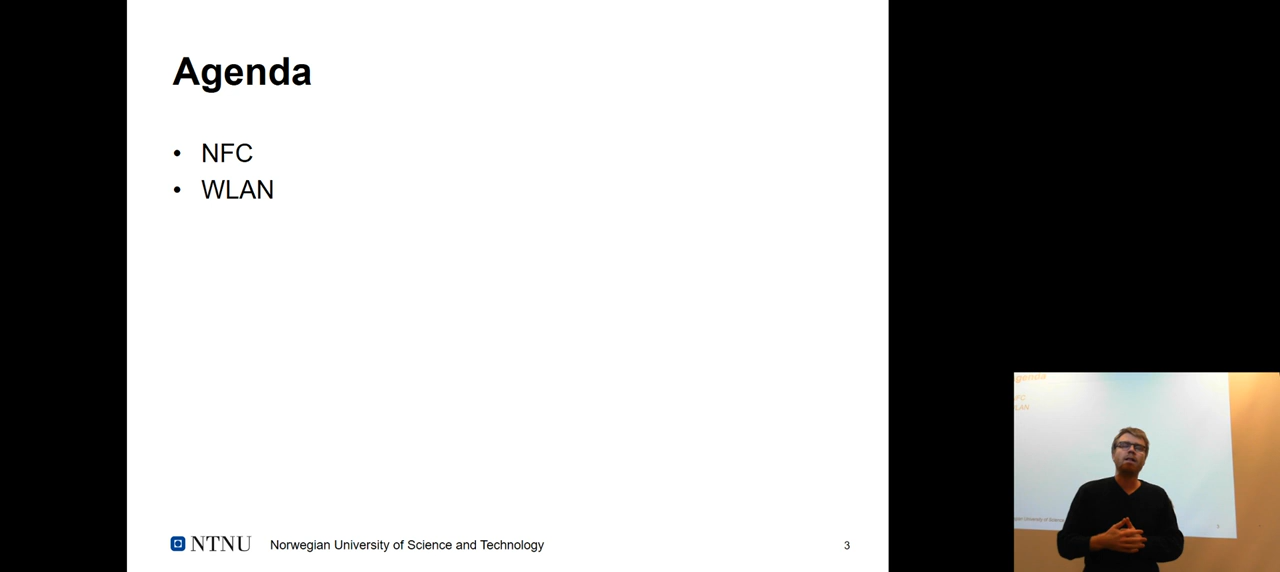 Agenda
• NFC
• WLAN
NTNU Norwegian University of Science and Technology 3